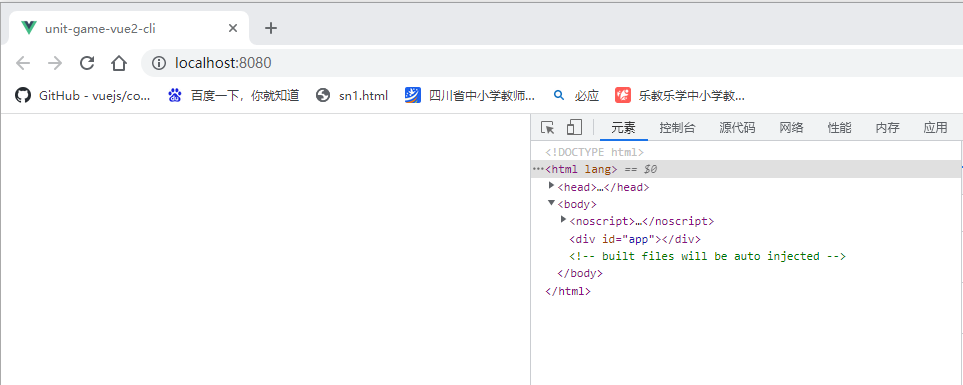 unit-game-vue2-cli
localhost:8080
GitHub - vuejs/co... 百度一下，你就知道 sn1.html 四川省中小学教师... 必应 乐教乐学中小学教...
元素 控制台 源代码 网络 性能 内存 应用
<!DOCTYPE html>
<html lang> == $0
<head>…</head>
<body>
<noscript>…</noscript>
<div id="app"></div>
<!-- built files will be auto injected -->
</body>
</html>